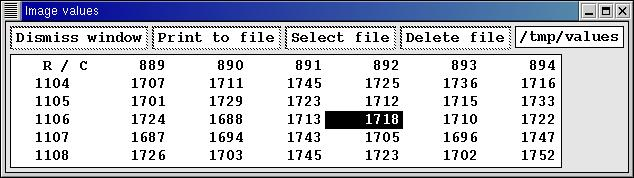 Image values
Dismiss window Print to file Select file Delete file /tmp/values
R / C 889 890 891 892 893 894
1104 1707 1711 1745 1725 1736 1716
1105 1701 1729 1723 1712 1715 1733
1106 1724 1688 1713 1718 1710 1722
1107 1687 1694 1743 1705 1696 1747
1108 1726 1703 1745 1723 1702 1752